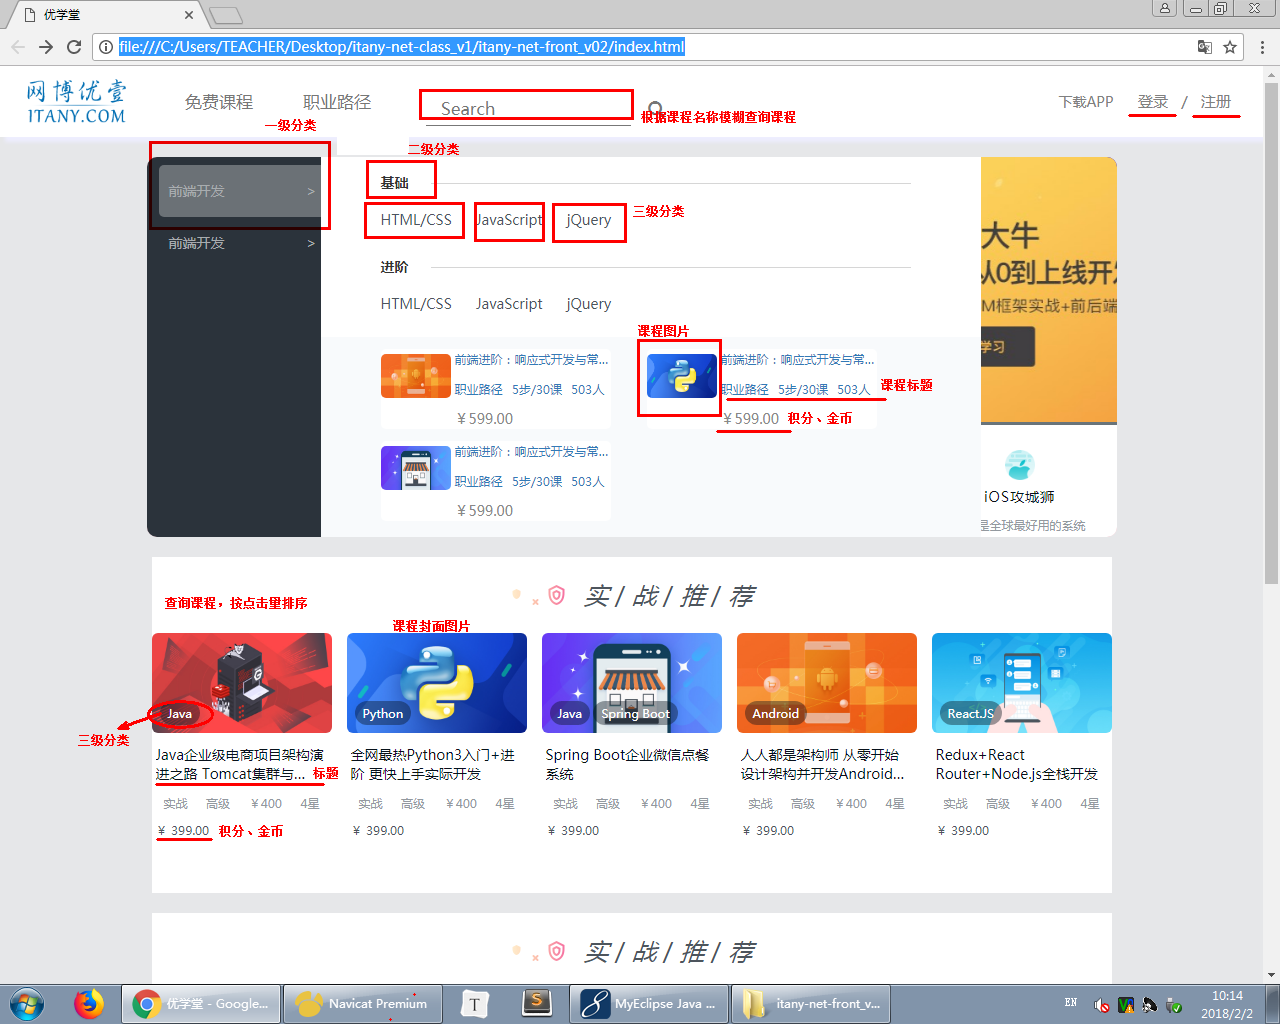 优学堂
file:///C:/Users/TEACHER/Desktop/itany-net-class_v1/itany-net-front_v02/index.html
网博优壹
ITANY.COM
免费课程
职业路径
Search
根据课程名称模糊查询课程
下载APP
登录 / 注册
一级分类
二级分类
前端开发 >
前端开发 >
基础
HTML/CSS JavaScript jQuery
三级分类
进阶
HTML/CSS JavaScript jQuery
课程图片
前端进阶：响应式开发与常...
职业路径 5步/30课 503人
¥599.00
前端进阶：响应式开发与常...
职业路径 5步/30课 503人
课程标题
¥599.00
积分、金币
前端进阶：响应式开发与常...
职业路径 5步/30课 503人
¥599.00
大牛
从0到上线开发
M框架实战+前后端
学习
iOS攻城狮
是全球最好用的系统
实/战/推/荐
查询课程，按点击量排序
课程封面图片
Java
三级分类
Java企业级电商项目架构演
进之路 Tomcat集群与...
标题
实战 高级 ¥400 4星
¥ 399.00
积分、金币
Python
全网最热Python3入门+进
阶 更快上手实际开发
实战 高级 ¥400 4星
¥ 399.00
Java Spring Boot
Spring Boot企业微信点餐
系统
实战 高级 ¥400 4星
¥ 399.00
Android
人人都是架构师 从零开始
设计架构并开发Android...
实战 高级 ¥400 4星
¥ 399.00
ReactJS
Redux+React
Router+Node.js全栈开发
实战 高级 ¥400 4星
¥ 399.00
实/战/推/荐
优学堂 - Google...
Navicat Premium
MyEclipse Java ...
itany-net-front_v...
EN
10:14
2018/2/2